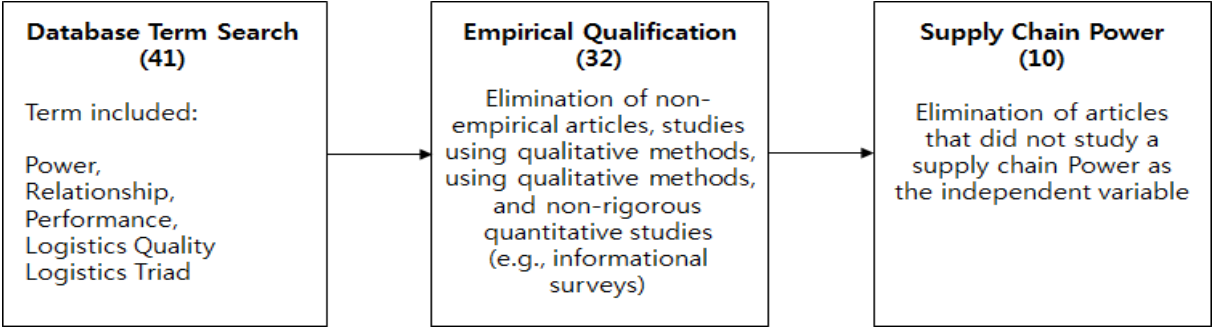 Database Term Search
(41)
Term included:
Power,
Relationship,
Performance,
Logistics Quality
Logistics Triad
Empirical Qualification
(32)
Elimination of non-
empirical articles, studies
using qualitative methods,
using qualitative methods,
and non-rigorous
quantitative studies
(e.g., informational
surveys)
Supply Chain Power
(10)
Elimination of articles
that did not study a
supply chain Power as
the independent variable